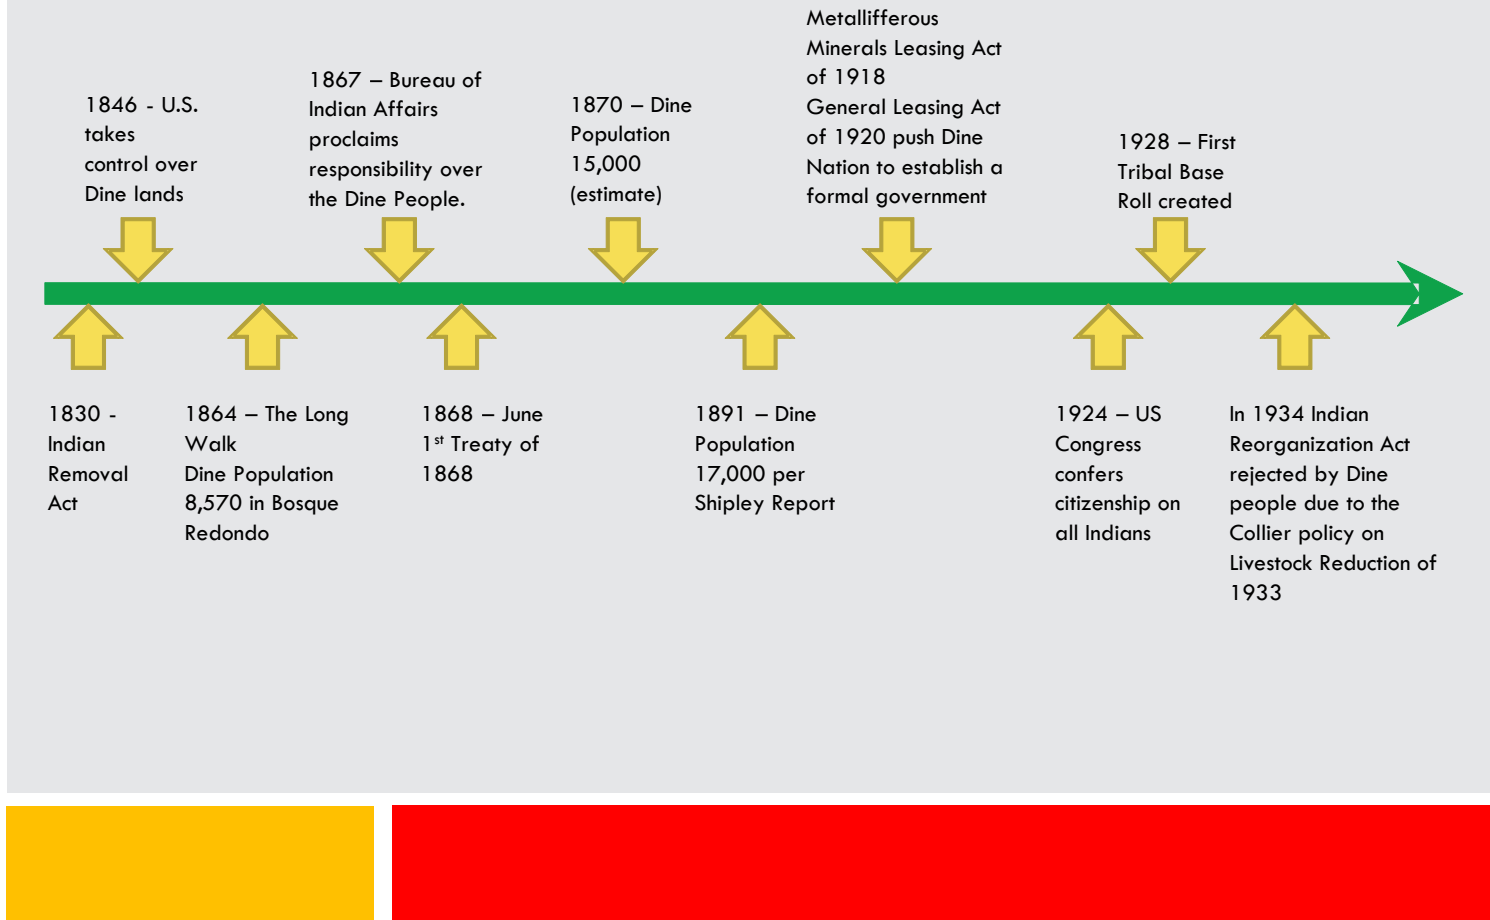 1846 - U.S.
takes
control over
Dine lands
1867 – Bureau of
Indian Affairs
proclaims
responsibility over
the Dine People.
1870 – Dine
Population
15,000
(estimate)
Metallifferous
Minerals Leasing Act
of 1918
General Leasing Act
of 1920 push Dine
Nation to establish a
formal government
1928 – First
Tribal Base
Roll created
1830 -
Indian
Removal
Act
1864 – The Long
Walk
Dine Population
8,570 in Bosque
Redondo
1868 – June
1st Treaty of
1868
1891 – Dine
Population
17,000 per
Shipley Report
1924 – US
Congress
confers
citizenship on
all Indians
In 1934 Indian
Reorganization Act
rejected by Dine
people due to the
Collier policy on
Livestock Reduction of
1933